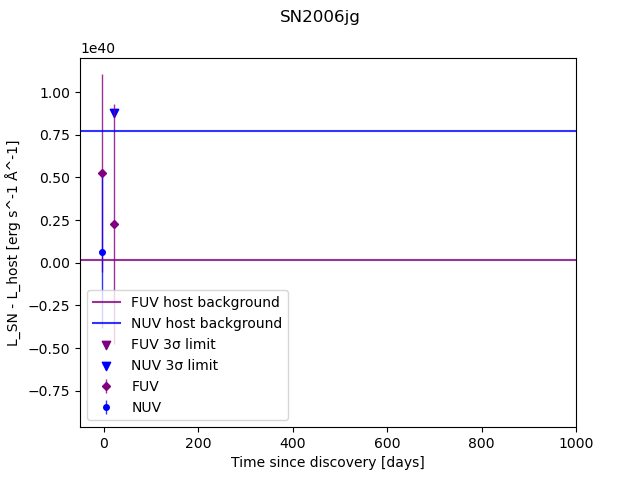 SN2006jg
1e40
L_SN - L_host [erg s^-1 Å^-1]
1.00
0.75
0.50
0.25
0.00
−0.25
−0.50
−0.75
FUV host background
NUV host background
FUV 3σ limit
NUV 3σ limit
FUV
NUV
0
200
400
600
800
1000
Time since discovery [days]